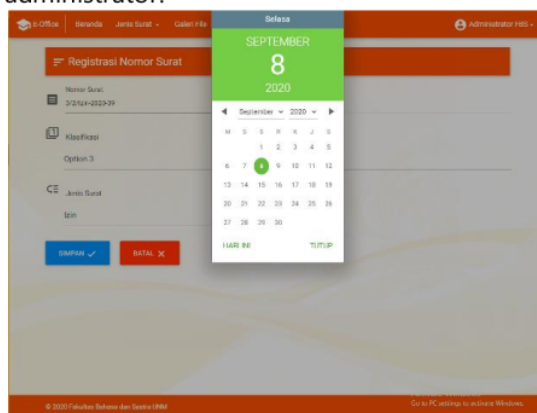 administrator.
E-Office Beranda Jenis Surat Galeri File
Administrator FBS
Selasa
SEPTEMBER
8
2020
Registrasi Nomor Surat
Nomor Surat
September 2020
M S S R K J S
1 2 3 4 5
6 7 8 9 10 11 12
13 14 15 16 17 18 19
20 21 22 23 24 25 26
27 28 29 30
HARI INI TUTUP
Klasifikasi
Option 3
Jenis Surat
Izin
SIMPAN BATAL
© 2020 Fakultas Bahasa dan Sastra UNM
Go to PC settings to activate Windows.